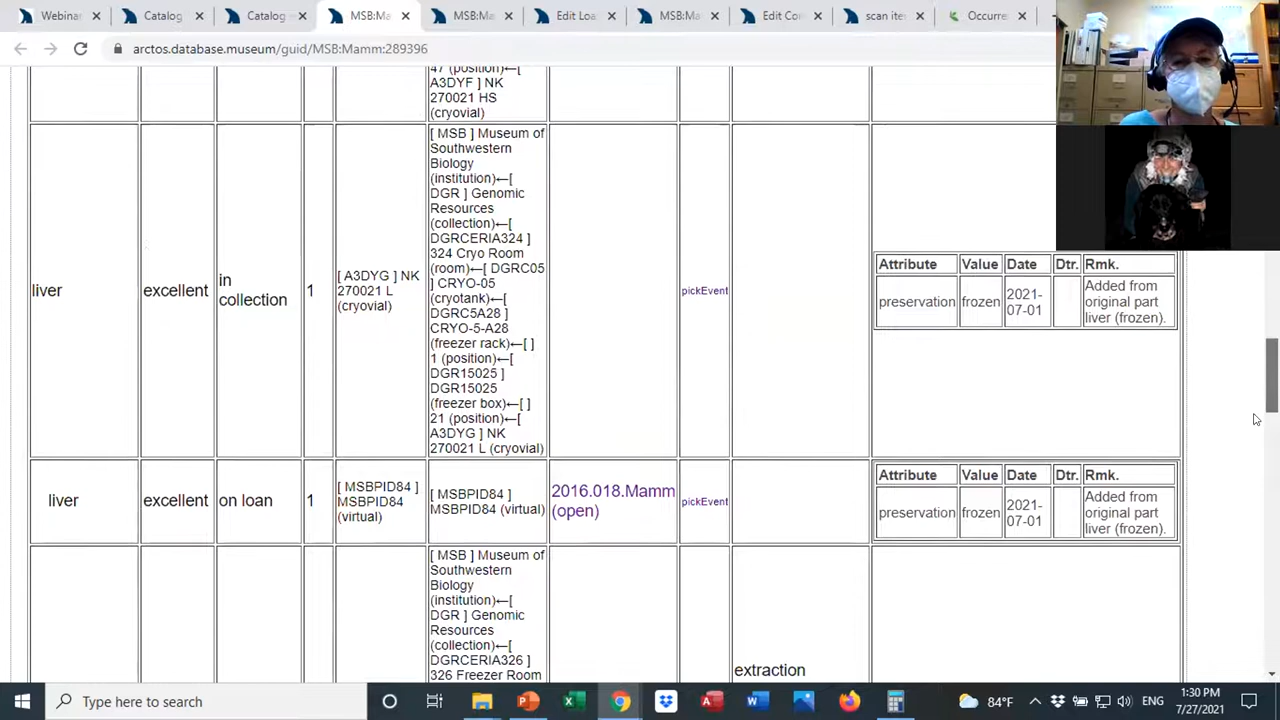 Webinar
Catalog
Catalog
MSB:Ma
MSB:Ma
Edit Loa
MSB:Ma
Edit Co
scan ite
Occurre
arctos.database.museum/guid/MSB:Mamm:289396
47 (position)←[
A3DYF ] NK
270021 HS
(cryovial)
liver
excellent
in
collection
1
[ A3DYG ] NK
270021 L
(cryovial)
[ MSB ] Museum of
Southwestern
Biology
(institution)←[
DGR ] Genomic
Resources
(collection)←[
DGRCERIA324 ]
324 Cryo Room
(room)←[ DGRC05
] CRYO-05
(cryotank)←[
DGRC5A28 ]
CRYO-5-A28
(freezer rack)←[ ]
1 (position)←[
DGR15025 ]
DGR15025
(freezer box)←[ ]
21 (position)←[
A3DYG ] NK
270021 L (cryovial)
pickEvent
Attribute Value Date Dtr. Rmk.
preservation frozen
2021-
07-01
Added from
original part
liver (frozen).
liver
excellent
on loan
1
[ MSBPID84 ]
MSBPID84
(virtual)
[ MSBPID84 ]
MSBPID84 (virtual)
2016.018.Mamm
(open)
pickEvent
Attribute Value Date Dtr. Rmk.
preservation frozen
2021-
07-01
Added from
original part
liver (frozen).
[ MSB ] Museum of
Southwestern
Biology
(institution)←[
DGR ] Genomic
Resources
(collection)←[
DGRCERIA326 ]
326 Freezer Room
extraction
Type here to search
84°F
ENG
1:30 PM
7/27/2021